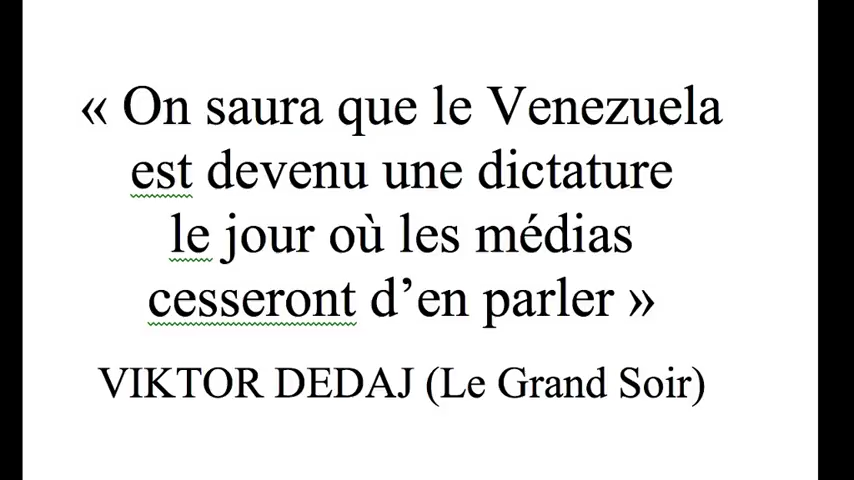 « On saura que le Venezuela
est devenu une dictature
le jour où les médias
cesseront d’en parler »
VIKTOR DEDAJ (Le Grand Soir)